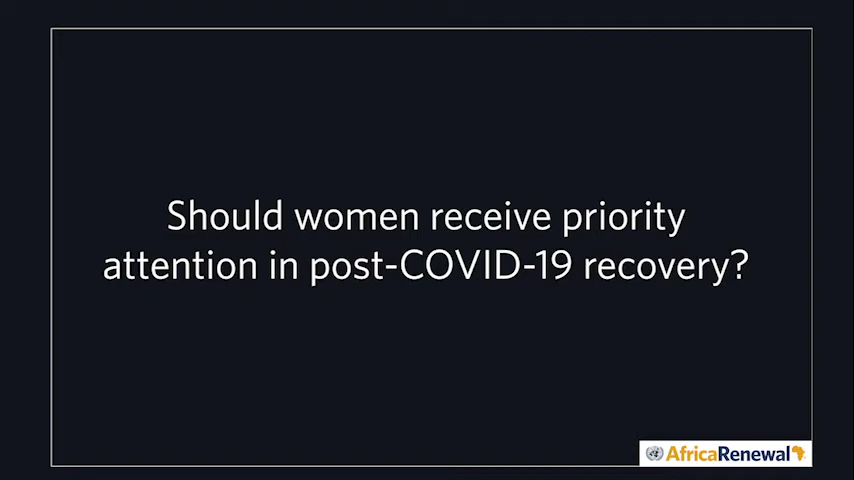 Should women receive priority
attention in post-COVID-19 recovery?
AfricaRenewal